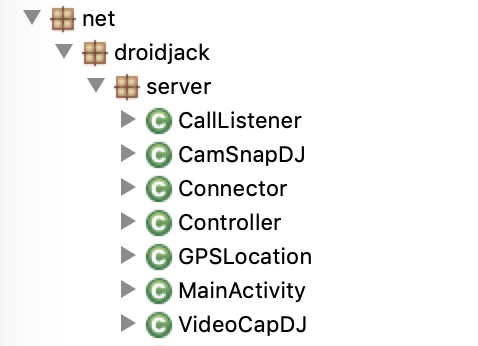 net
droidjack
server
CallListener
CamSnapDJ
Connector
Controller
GPSLocation
MainActivity
VideoCapDJ